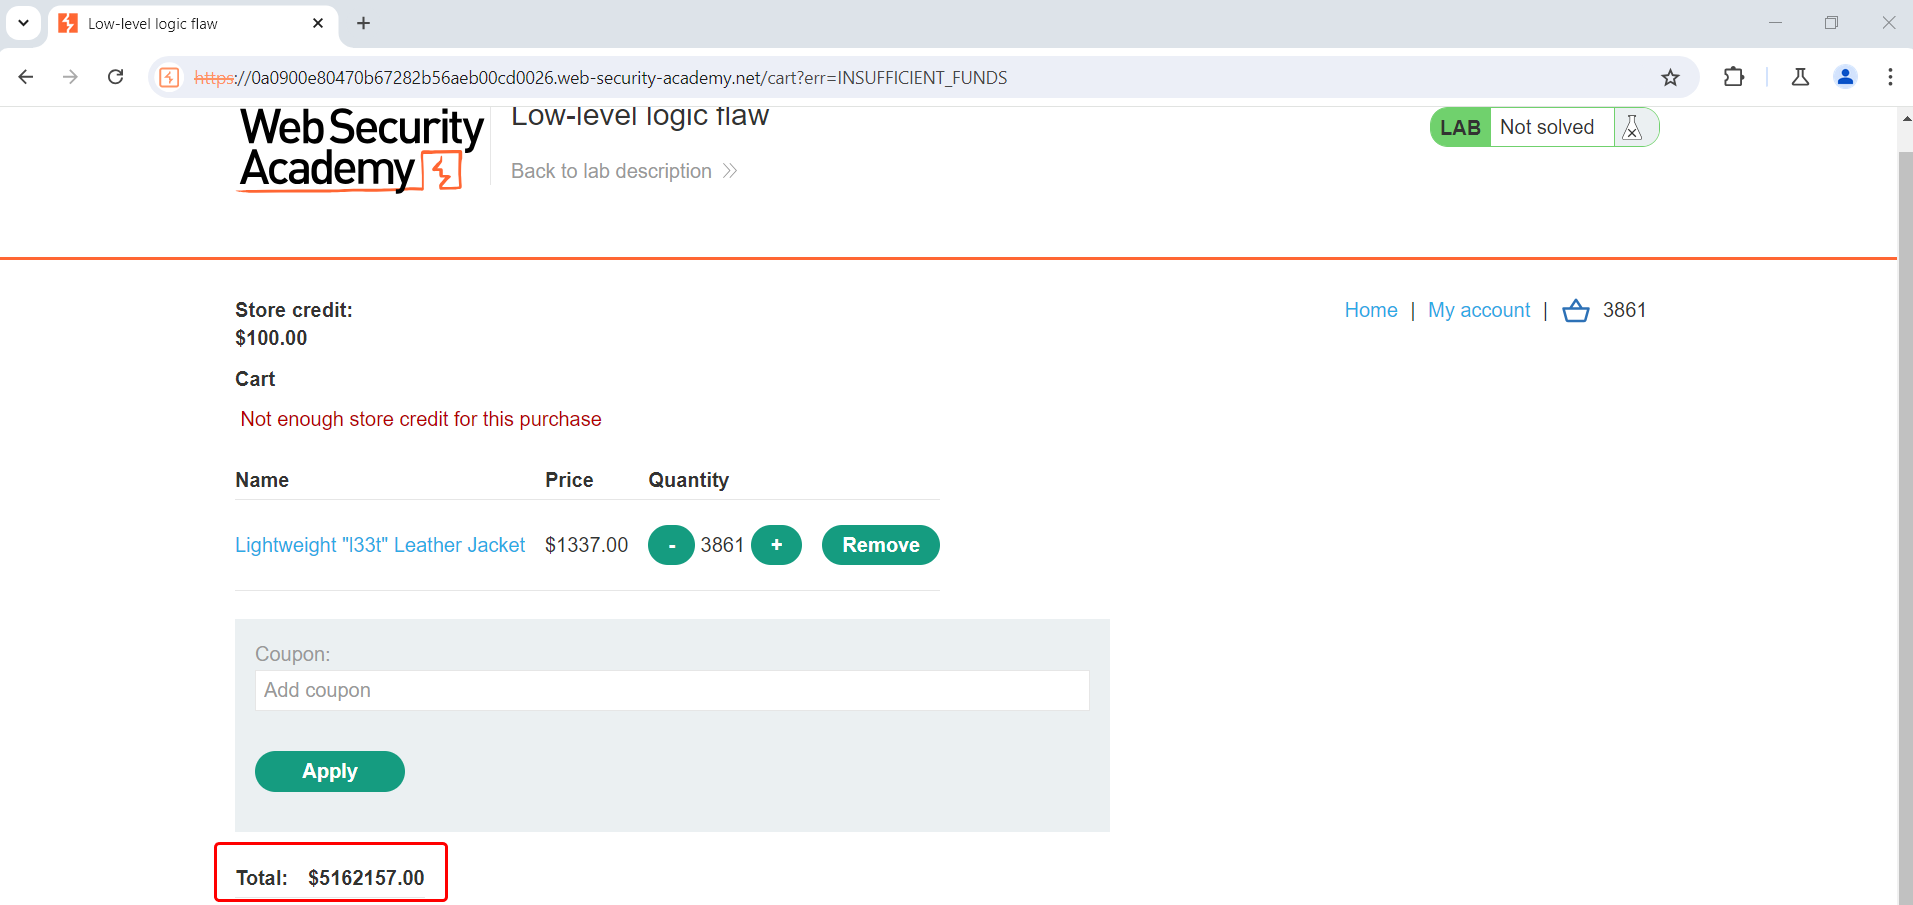 Low-level logic flaw
https://0a0900e80470b67282b56aeb00cd0026.web-security-academy.net/cart?err=INSUFFICIENT_FUNDS
Web Security
Academy
Low-level logic flaw
Back to lab description
LAB Not solved
Store credit:
$100.00
Home | My account | 3861
Cart
Not enough store credit for this purchase
Name Price Quantity
Lightweight "l33t" Leather Jacket $1337.00 - 3861 + Remove
Coupon:
Add coupon
Apply
Total: $5162157.00